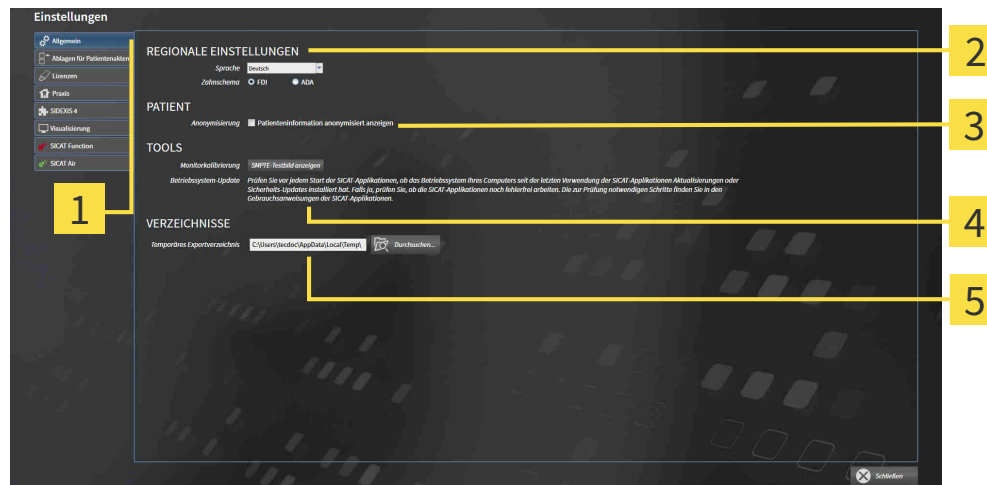 Einstellungen
Allgemein
Ablagen für Patientenakten
Lizenzen
Praxis
SIDEXIS 4
Visualisierung
SICAT Function
SICAT Air
1
REGIONALE EINSTELLUNGEN
2
Sprache Deutsch
Zahnschema FDI ADA
PATIENT
Anonymisierung Patienteninformation anonymisiert anzeigen
3
TOOLS
Monitorkalibrierung SMPTE-Testbild anzeigen
Betriebssystem-Update Prüfen Sie vor jedem Start der SICAT-Applikationen, ob das Betriebssystem Ihres Computers seit der letzten Verwendung der SICAT-Applikationen Aktualisierungen oder
Sicherheits-Updates installiert hat. Falls ja, prüfen Sie, ob die SICAT-Applikationen noch fehlerfrei arbeiten. Die zur Prüfung notwendigen Schritte finden Sie in den
Gebrauchsanweisungen der SICAT-Applikationen.
4
VERZEICHNISSE
Temporäres Exportverzeichnis C:\Users\tecdoc\AppData\Local\Temp\ Durchsuchen...
5
Schließen